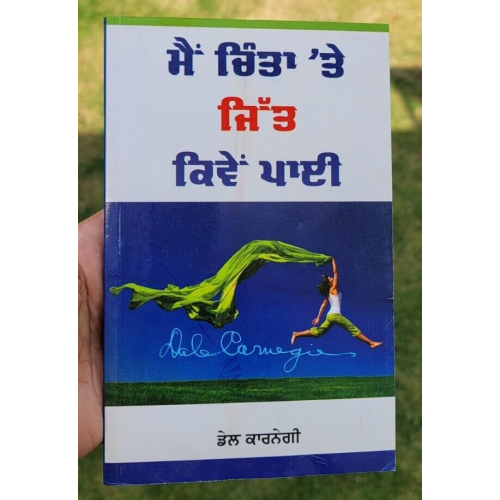 ਮੈਂ ਚਿੰਤਾ ’ਤੇ
ਜਿੱਤ
ਕਿਵੇਂ ਪਾਈ
Dale Carnegie
ਡੇਲ ਕਾਰਨੇਗੀ